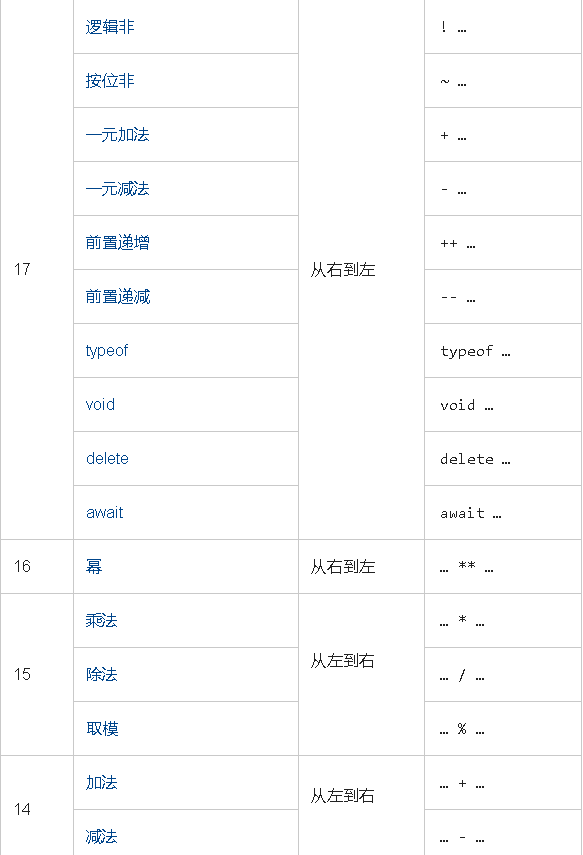 逻辑非 ! …
按位非 ~ …
一元加法 + …
一元减法 - …
前置递增 ++ …
17 从右到左
前置递减 -- …
typeof typeof …
void void …
delete delete …
await await …
16 幂 从右到左 … ** …
乘法 … * …
从左到右
15 除法 … / …
取模 … % …
加法 … + …
14 从左到右
减法 … - …